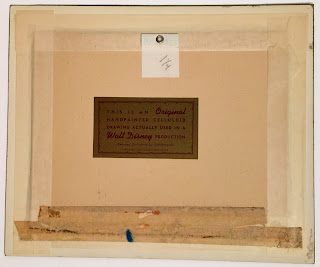 THIS IS AN Original
HANDPAINTED CELLULOID
DRAWING ACTUALLY USED IN A
Walt Disney PRODUCTION